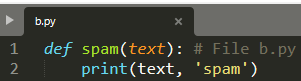 b.py
×
1 def spam(text): # File b.py
2 print(text, 'spam')